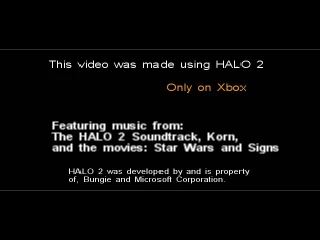 This video was made using HALO 2
Only on Xbox
Featuring music from:
The HALO 2 Soundtrack, Korn,
and the movies: Star Wars and Signs
HALO 2 was developed by and is property
of, Bungie and Microsoft Corporation.